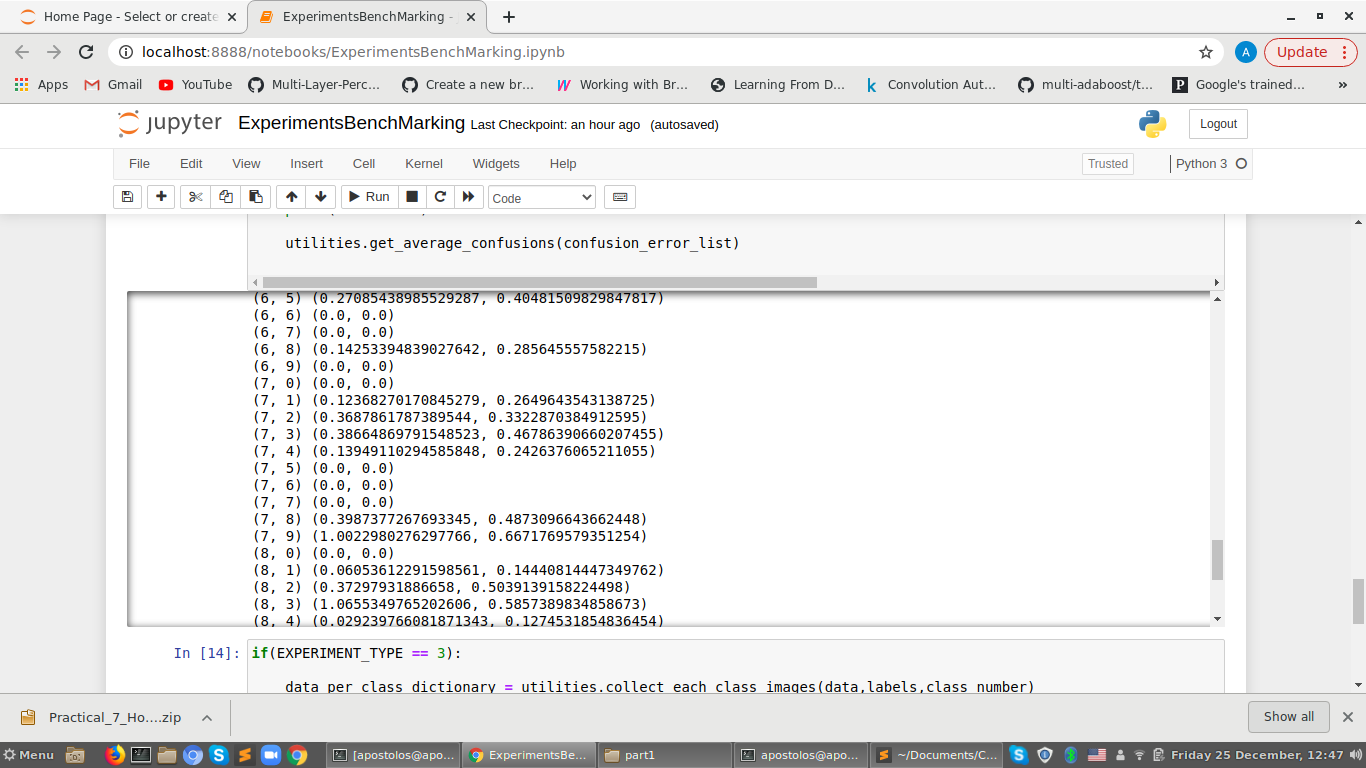 Home Page - Select or create
ExperimentsBenchMarking -
localhost:8888/notebooks/ExperimentsBenchMarking.ipynb
A
Update
Apps
Gmail
YouTube
Multi-Layer-Perc...
Create a new br...
Working with Br...
Learning From D...
Convolution Aut...
multi-adaboost/t...
Google's trained...
»
jupyter
ExperimentsBenchMarking Last Checkpoint: an hour ago (autosaved)
Logout
File Edit View Insert Cell Kernel Widgets Help
Trusted
Python 3
Run
Code
utilities.get_average_confusions(confusion_error_list)
(6, 5) (0.27085438985529287, 0.40481509829847817)
(6, 6) (0.0, 0.0)
(6, 7) (0.0, 0.0)
(6, 8) (0.14253394839027642, 0.285645557582215)
(6, 9) (0.0, 0.0)
(7, 0) (0.0, 0.0)
(7, 1) (0.12368270170845279, 0.2649643543138725)
(7, 2) (0.3687861787389544, 0.3322870384912595)
(7, 3) (0.38664869791548523, 0.46786390660207455)
(7, 4) (0.13949110294585848, 0.2426376065211055)
(7, 5) (0.0, 0.0)
(7, 6) (0.0, 0.0)
(7, 7) (0.0, 0.0)
(7, 8) (0.3987377267693345, 0.4873096643662448)
(7, 9) (1.0022980276297766, 0.6671769579351254)
(8, 0) (0.0, 0.0)
(8, 1) (0.06053612291598561, 0.14440814447349762)
(8, 2) (0.37297931886658, 0.5039139158224498)
(8, 3) (1.0655349765202606, 0.5857389834858673)
(8, 4) (0.029239766081871343, 0.1274531854836454)
In [14]: if(EXPERIMENT_TYPE == 3):
data_per_class_dictionary = utilities.collect_each_class_images(data,labels,class_number)
Practical_7_Ho....zip
Show all
Menu
[apostolos@apo...
ExperimentsBe...
part1
apostolos@apo...
~/Documents/C...
Friday 25 December, 12:47